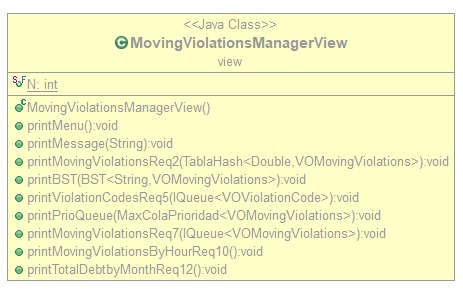 <<Java Class>>
MovingViolationsManagerView
view
N: int
MovingViolationsManagerView()
printMenu():void
printMessage(String):void
printMovingViolationsReq2(TablaHash<Double,VOMovingViolations>):void
printBST(BST<String,VOMovingViolations>):void
printViolationCodesReq5(IQueue<VOViolationCode>):void
printPrioQueue(MaxColaPrioridad<VOMovingViolations>):void
printMovingViolationsReq7(IQueue<VOMovingViolations>):void
printMovingViolationsByHourReq10():void
printTotalDebtbyMonthReq12():void